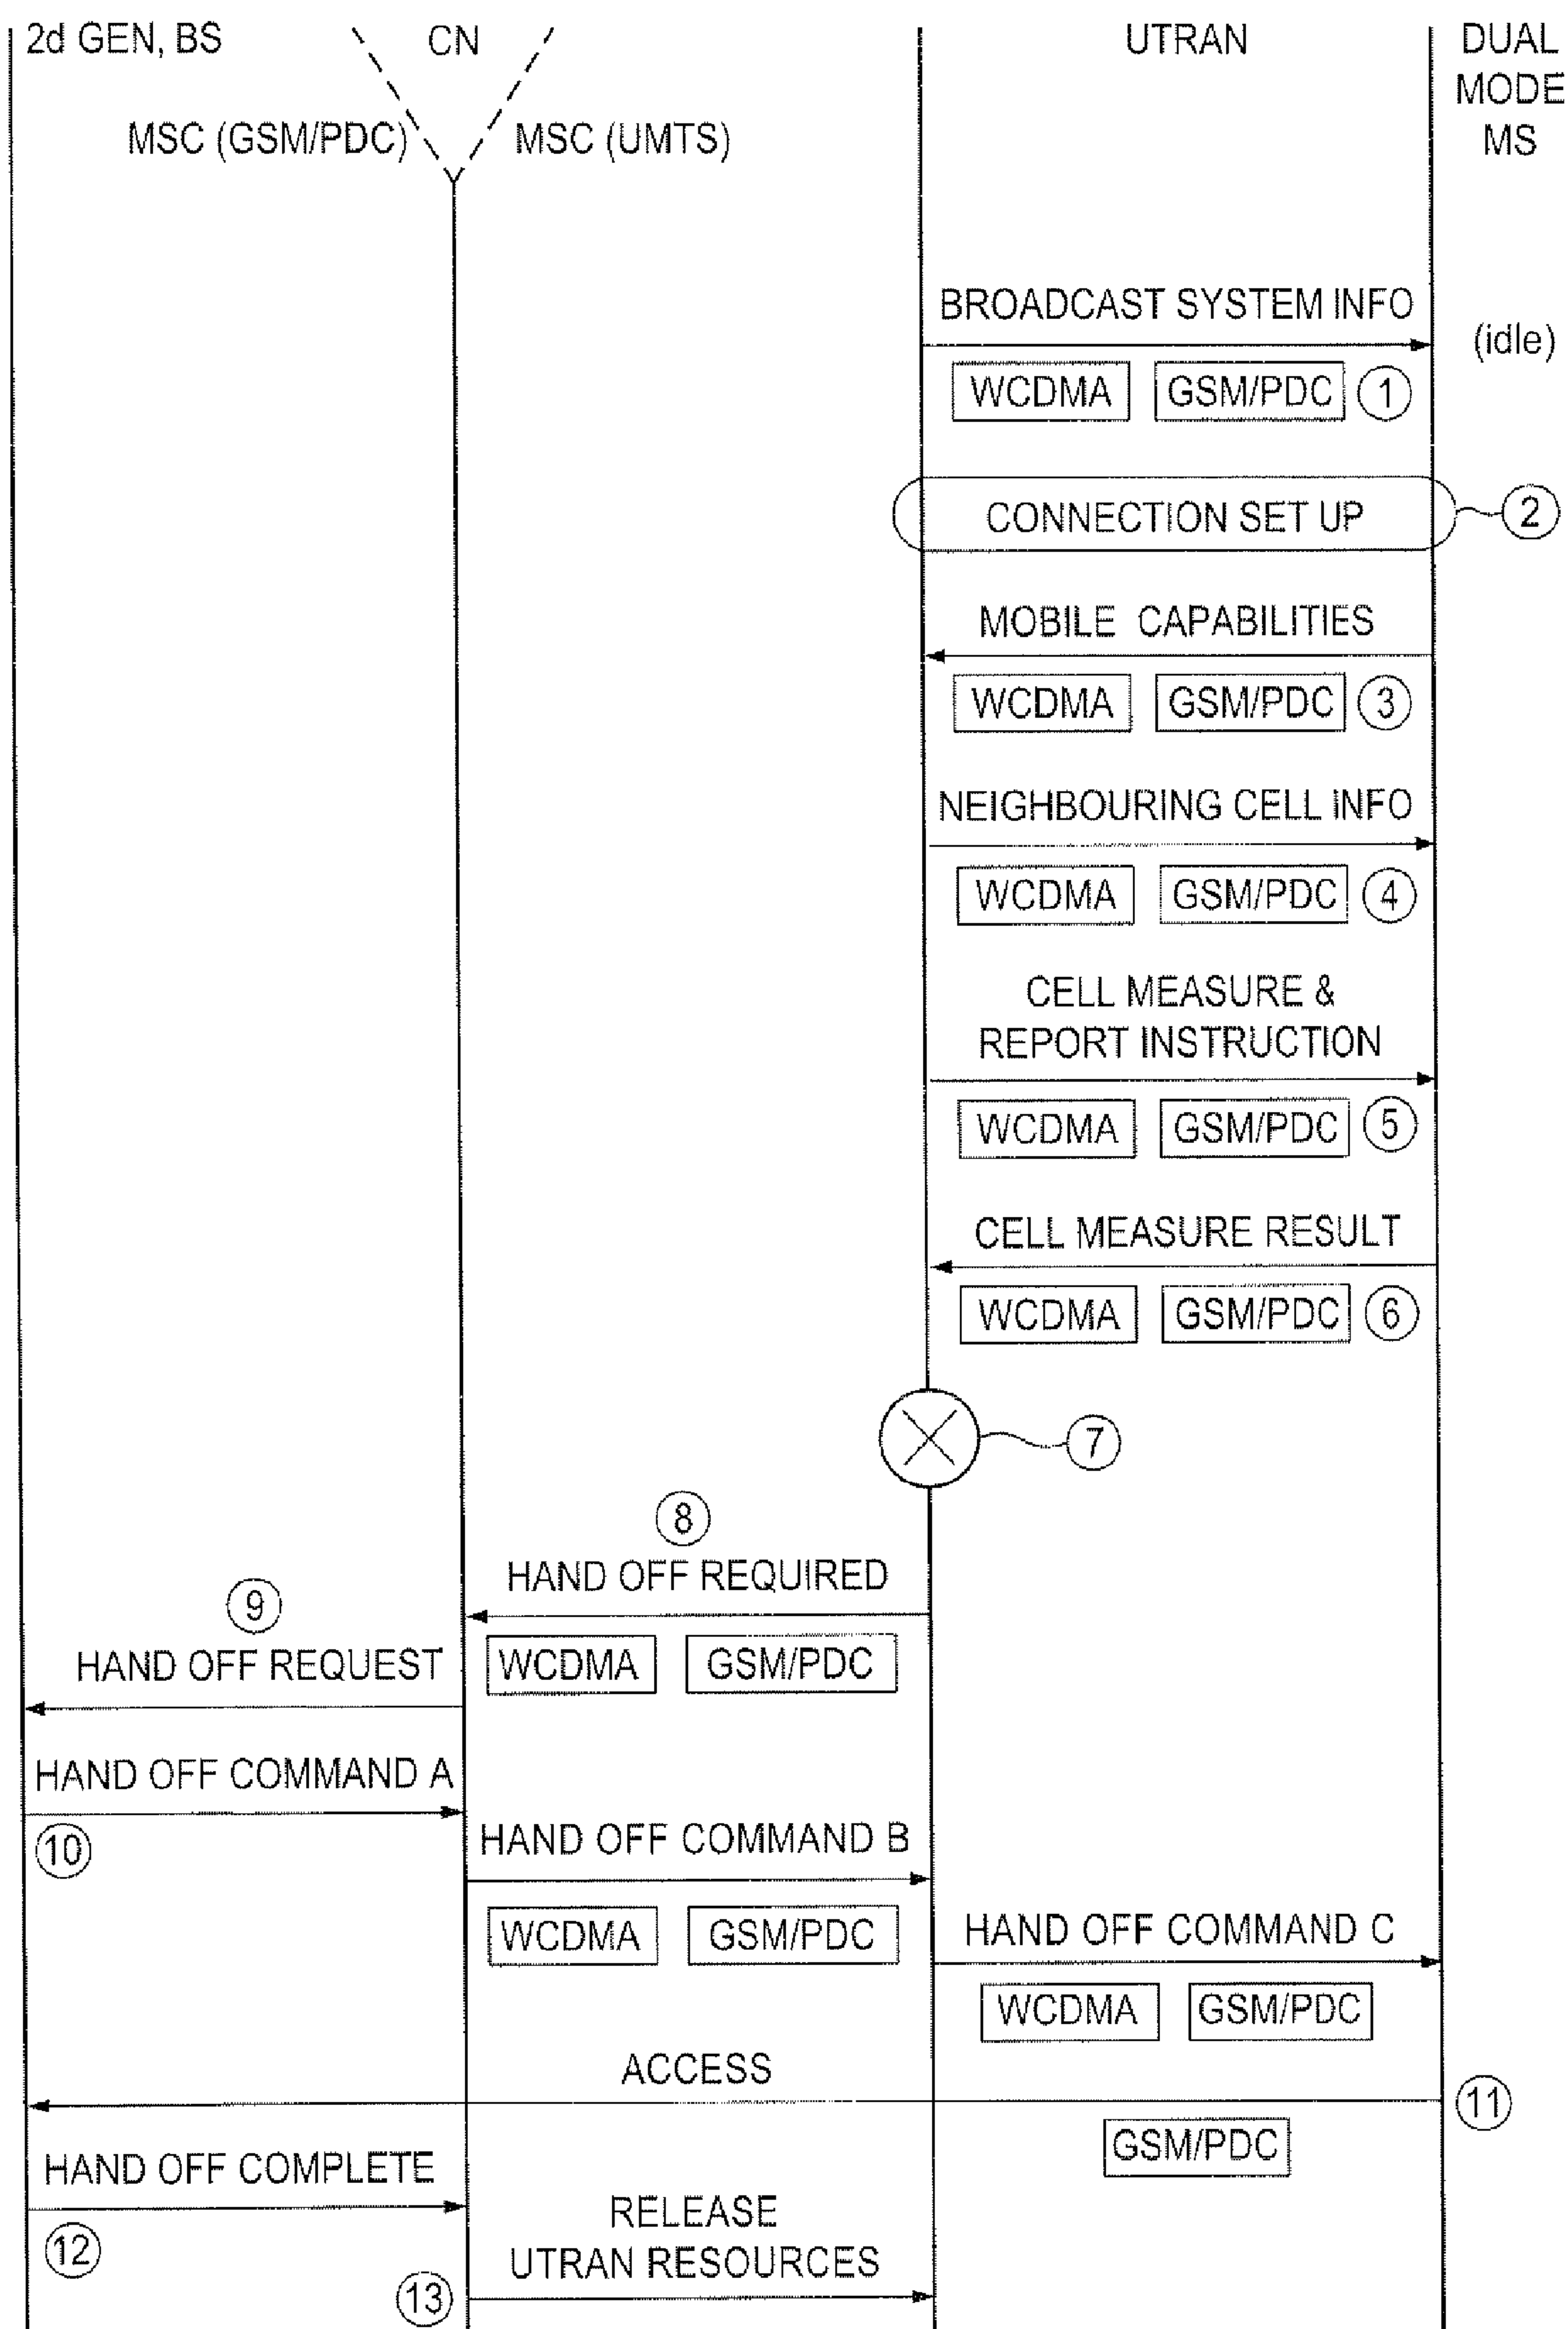 2d GEN, BS
CN
UTRAN
DUAL
MODE
MS
MSC (GSM/PDC)
MSC (UMTS)
BROADCAST SYSTEM INFO
(idle)
WCDMA GSM/PDC 1
CONNECTION SET UP 2
MOBILE CAPABILITIES
WCDMA GSM/PDC 3
NEIGHBOURING CELL INFO
WCDMA GSM/PDC 4
CELL MEASURE &
REPORT INSTRUCTION
WCDMA GSM/PDC 5
CELL MEASURE RESULT
WCDMA GSM/PDC 6
7
8
HAND OFF REQUIRED
WCDMA GSM/PDC
9
HAND OFF REQUEST
HAND OFF COMMAND A
10
HAND OFF COMMAND B
WCDMA GSM/PDC
HAND OFF COMMAND C
WCDMA GSM/PDC
ACCESS
11
GSM/PDC
HAND OFF COMPLETE
12
RELEASE
UTRAN RESOURCES
13